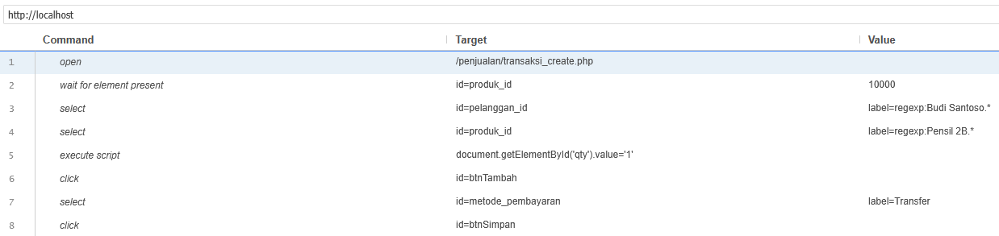 http://localhost
Command Target Value
1 open /penjualan/transaksi_create.php
2 wait for element present id=produk_id 10000
3 select id=pelanggan_id label=regexp:Budi Santoso.*
4 select id=produk_id label=regexp:Pensil 2B.*
5 execute script document.getElementById('qty').value='1'
6 click id=btnTambah
7 select id=metode_pembayaran label=Transfer
8 click id=btnSimpan